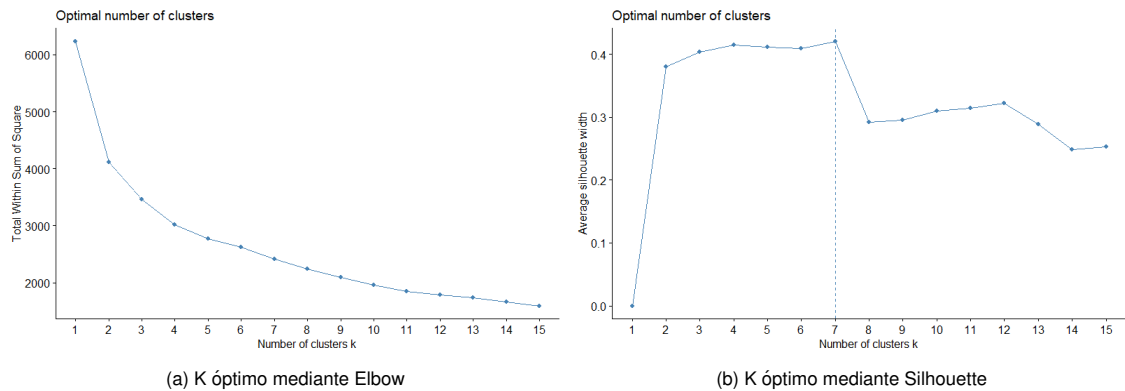 Optimal number of clusters
6000
5000
4000
3000
2000
Total Within Sum of Square
1 2 3 4 5 6 7 8 9 10 11 12 13 14 15
Number of clusters k
(a) K óptimo mediante Elbow
Optimal number of clusters
0.4
0.3
0.2
0.1
0.0
Average silhouette width
1 2 3 4 5 6 7 8 9 10 11 12 13 14 15
Number of clusters k
(b) K óptimo mediante Silhouette